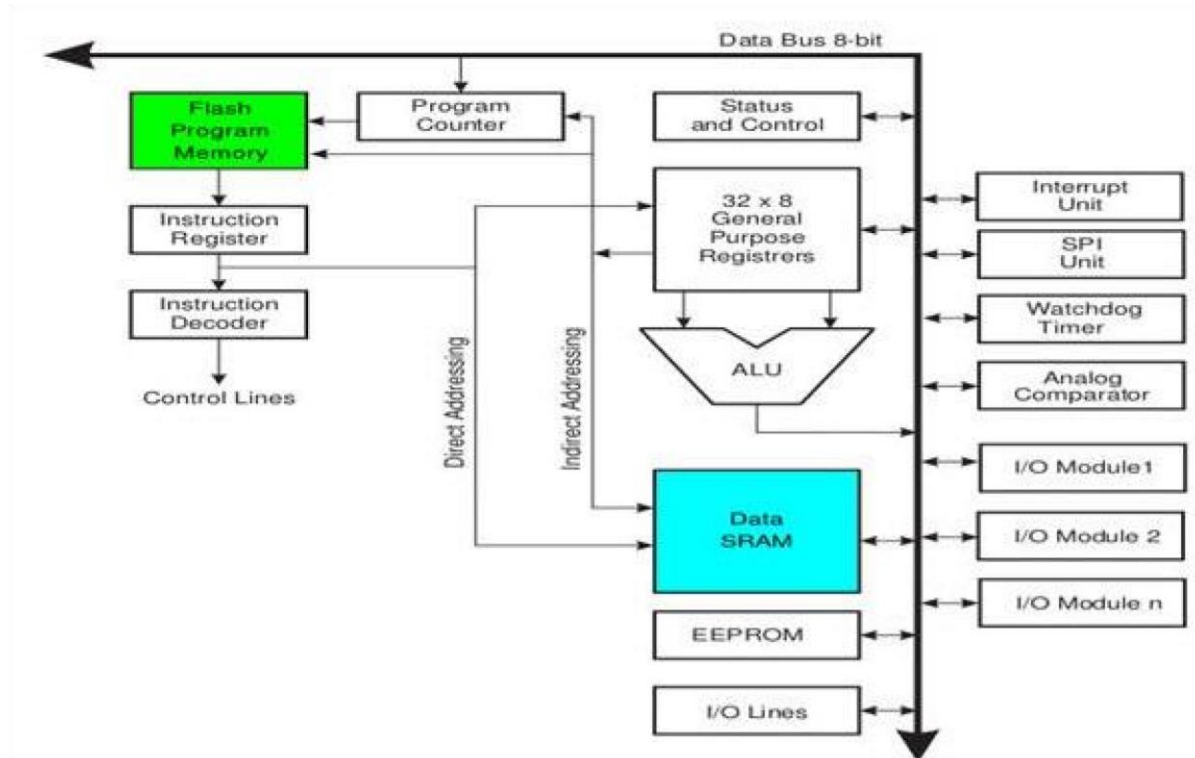 Data Bus 8-bit
Flash
Program
Memory
Program
Counter
Status
and Control
32 x 8
General
Purpose
Registrers
Interrupt
Unit
Instruction
Register
SPI
Unit
Instruction
Decoder
Watchdog
Timer
Control Lines
Direct Addressing
Indirect Addressing
ALU
Analog
Comparator
I/O Module1
Data
SRAM
I/O Module 2
I/O Module n
EEPROM
I/O Lines